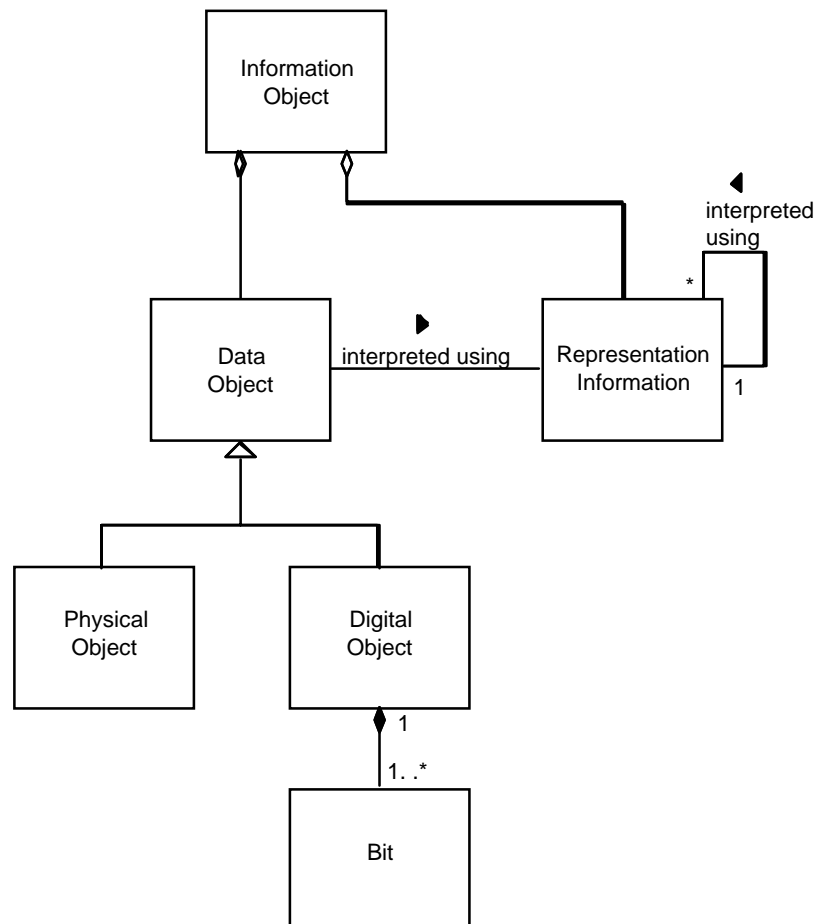 Information
Object
interpreted
using
*
1
Data
Object
interpreted using
Representation
Information
Physical
Object
Digital
Object
1
1. .*
Bit